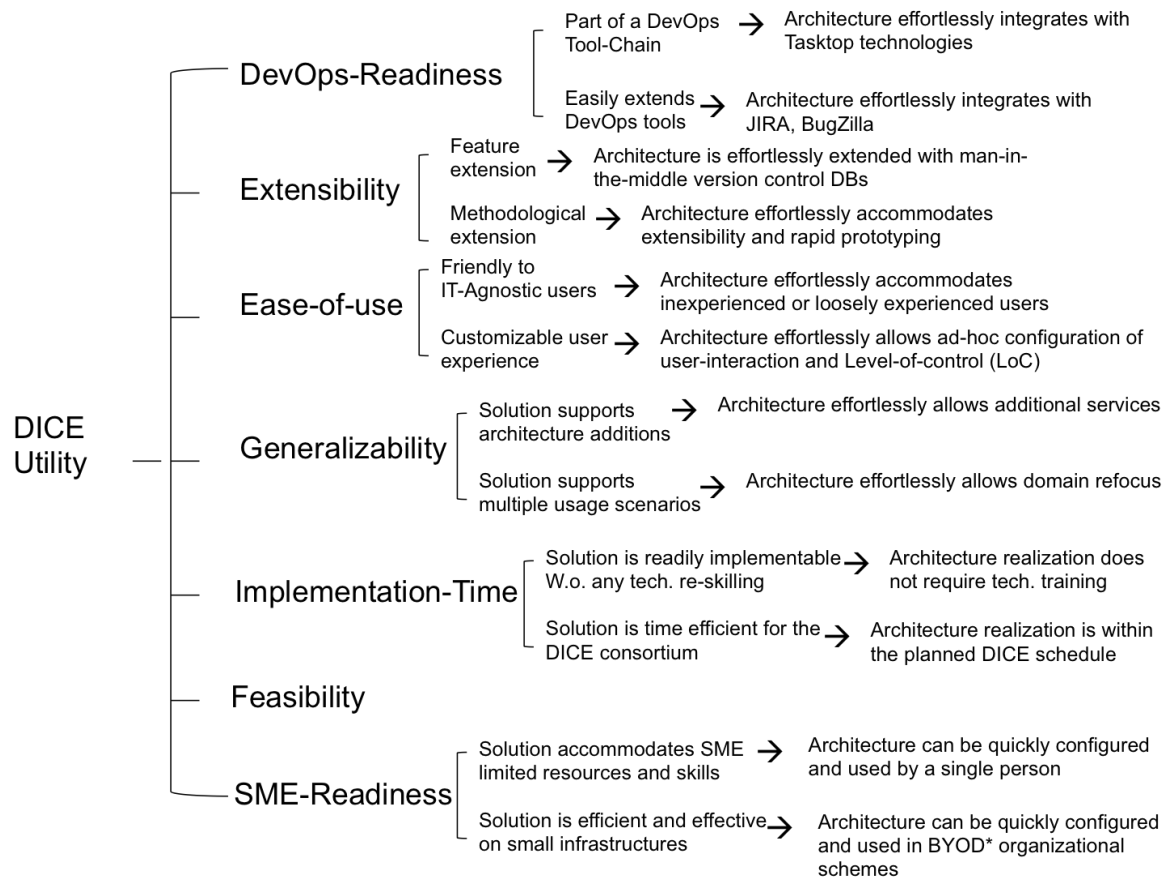 DICE
Utility
DevOps-Readiness
Part of a DevOps
Tool-Chain
Architecture effortlessly integrates with
Tasktop technologies
Easily extends
DevOps tools
Architecture effortlessly integrates with
JIRA, BugZilla
Extensibility
Feature
extension
Architecture is effortlessly extended with man-in-
the-middle version control DBs
Methodological
extension
Architecture effortlessly accommodates
extensibility and rapid prototyping
Ease-of-use
Friendly to
IT-Agnostic users
Architecture effortlessly accommodates
inexperienced or loosely experienced users
Customizable user
experience
Architecture effortlessly allows ad-hoc configuration of
user-interaction and Level-of-control (LoC)
Generalizability
Solution supports
architecture additions
Architecture effortlessly allows additional services
Solution supports
multiple usage scenarios
Architecture effortlessly allows domain refocus
Implementation-Time
Solution is readily implementable
W.o. any tech. re-skilling
Architecture realization does
not require tech. training
Solution is time efficient for the
DICE consortium
Architecture realization is within
the planned DICE schedule
Feasibility
SME-Readiness
Solution accommodates SME
limited resources and skills
Architecture can be quickly configured
and used by a single person
Solution is efficient and effective
on small infrastructures
Architecture can be quickly configured
and used in BYOD* organizational
schemes